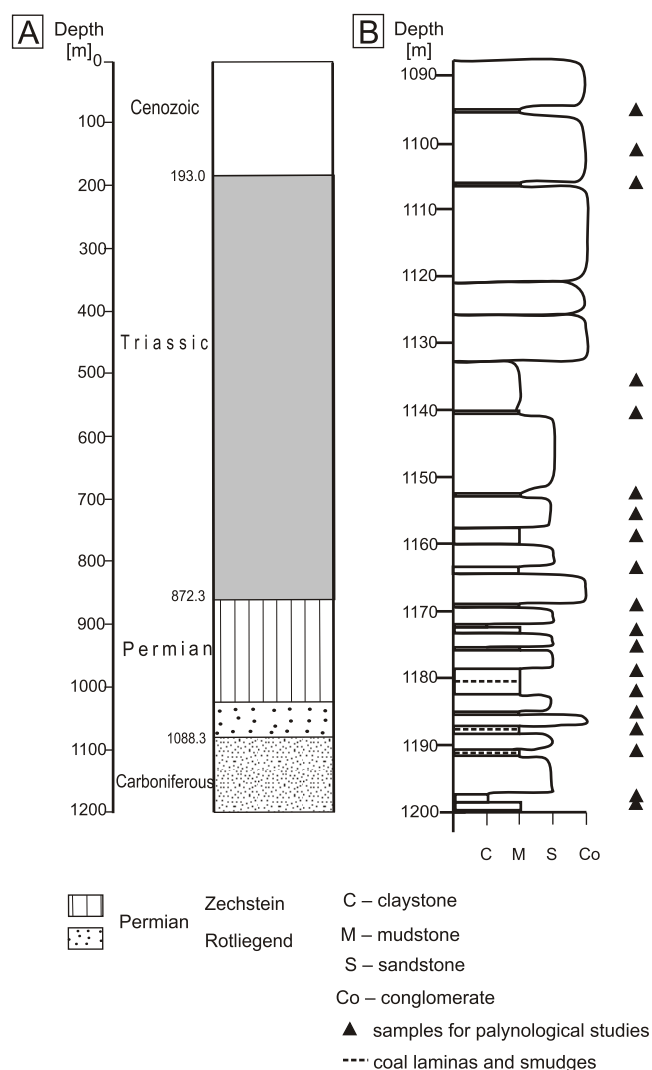 A
Depth
[m]
0
100
200
300
400
500
600
700
800
900
1000
1100
1200
Cenozoic
193.0
Triassic
872.3
Permian
1088.3
Carboniferous
B
Depth
[m]
1090
1100
1110
1120
1130
1140
1150
1160
1170
1180
1190
1200
C M S Co
Permian
Zechstein
Rotliegend
C – claystone
M – mudstone
S – sandstone
Co – conglomerate
samples for palynological studies
coal laminas and smudges